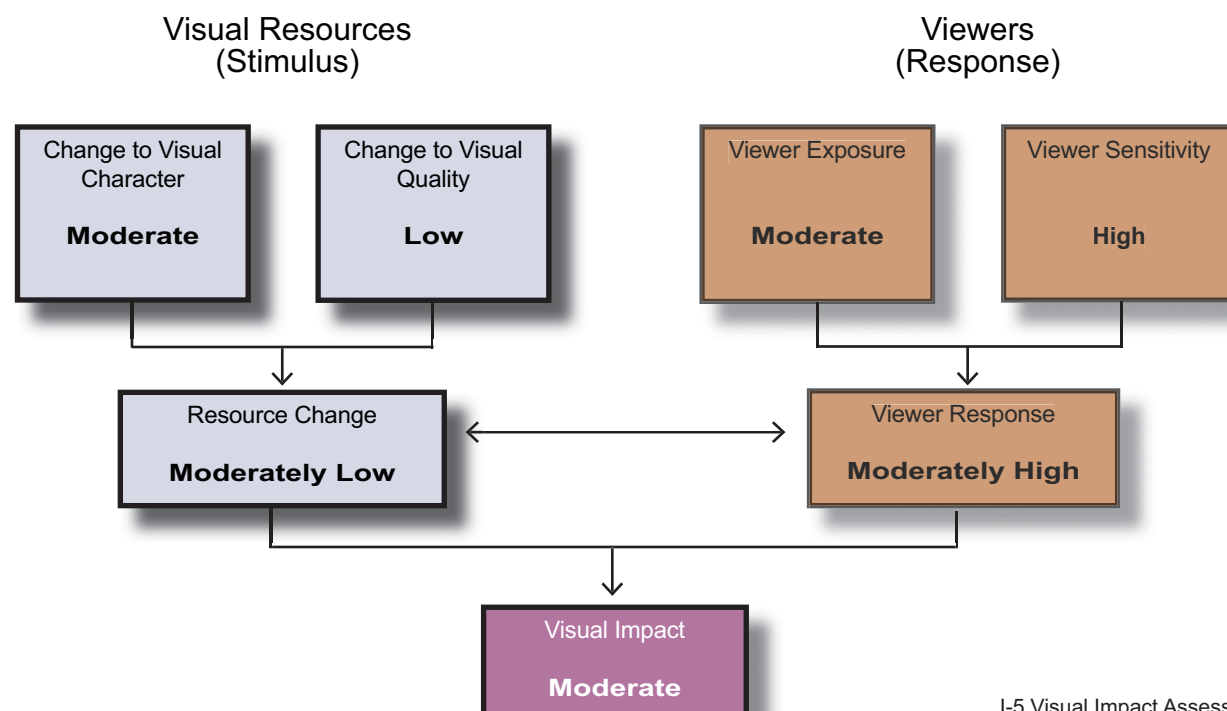 Visual Resources
(Stimulus)
Viewers
(Response)
Change to Visual
Character
Moderate
Change to Visual
Quality
Low
Viewer Exposure
Moderate
Viewer Sensitivity
High
Resource Change
Moderately Low
Viewer Response
Moderately High
Visual Impact
Moderate
I-5 Visual Impact Assess